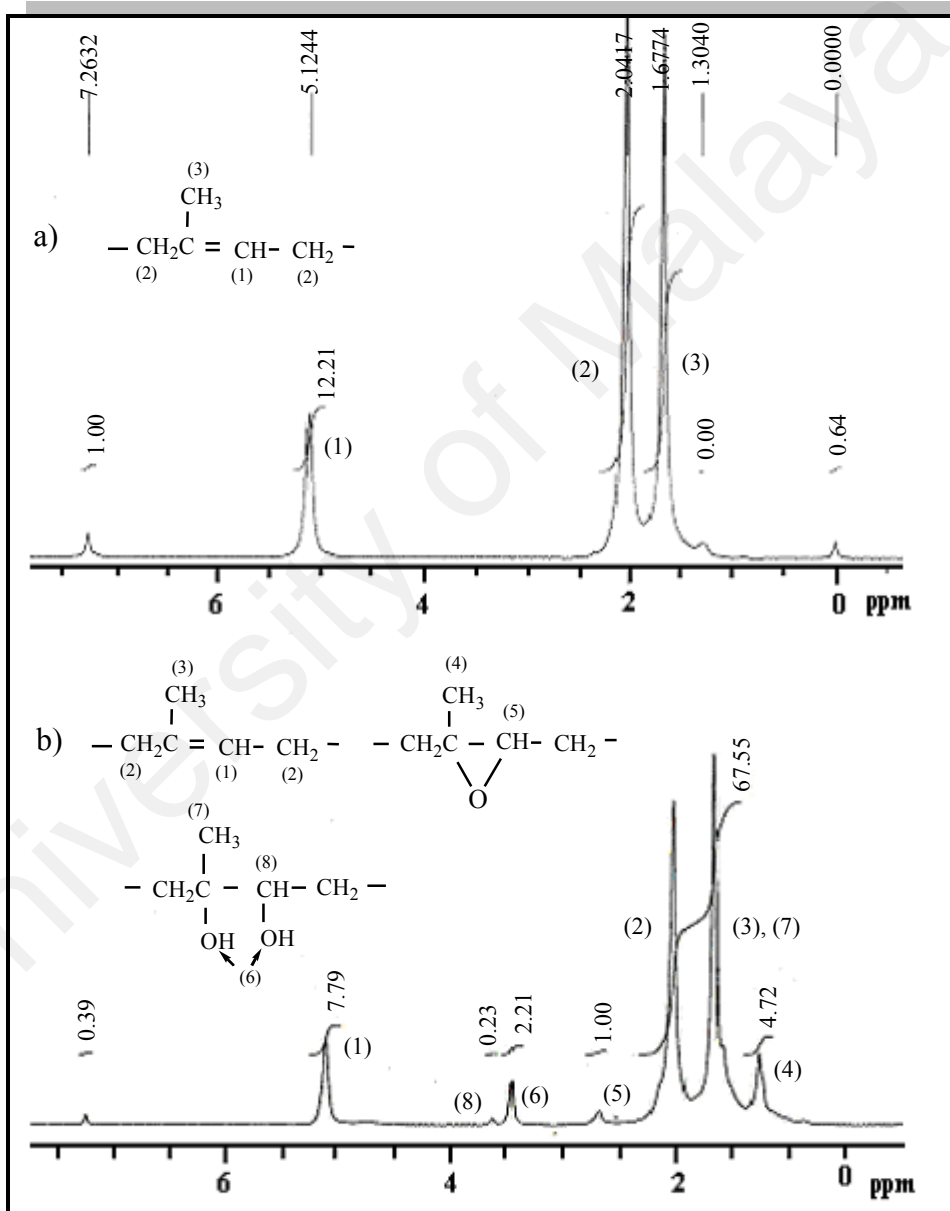 7.2632
5.1244
2.0417
1.6774
1.3040
0.0000
(3)
CH₃
a)
— CH₂C = CH – CH₂ –
(2) (1) (2)
1.00
12.21
(1)
(2)
(3)
0.00
0.64
6 4 2 0 ppm
(3)
CH₃
b)
— CH₂C = CH – CH₂ –
(2) (1) (2)
(4)
CH₃
(5)
– CH₂C – CH – CH₂ –
O
(7)
CH₃
(8)
– CH₂C – CH – CH₂ –
OH OH
(6)
0.39
7.79
(1)
0.23
2.21
(8)
(6)
1.00
(5)
(2)
67.55
(3), (7)
4.72
(4)
6 4 2 0 ppm
University of Malaya